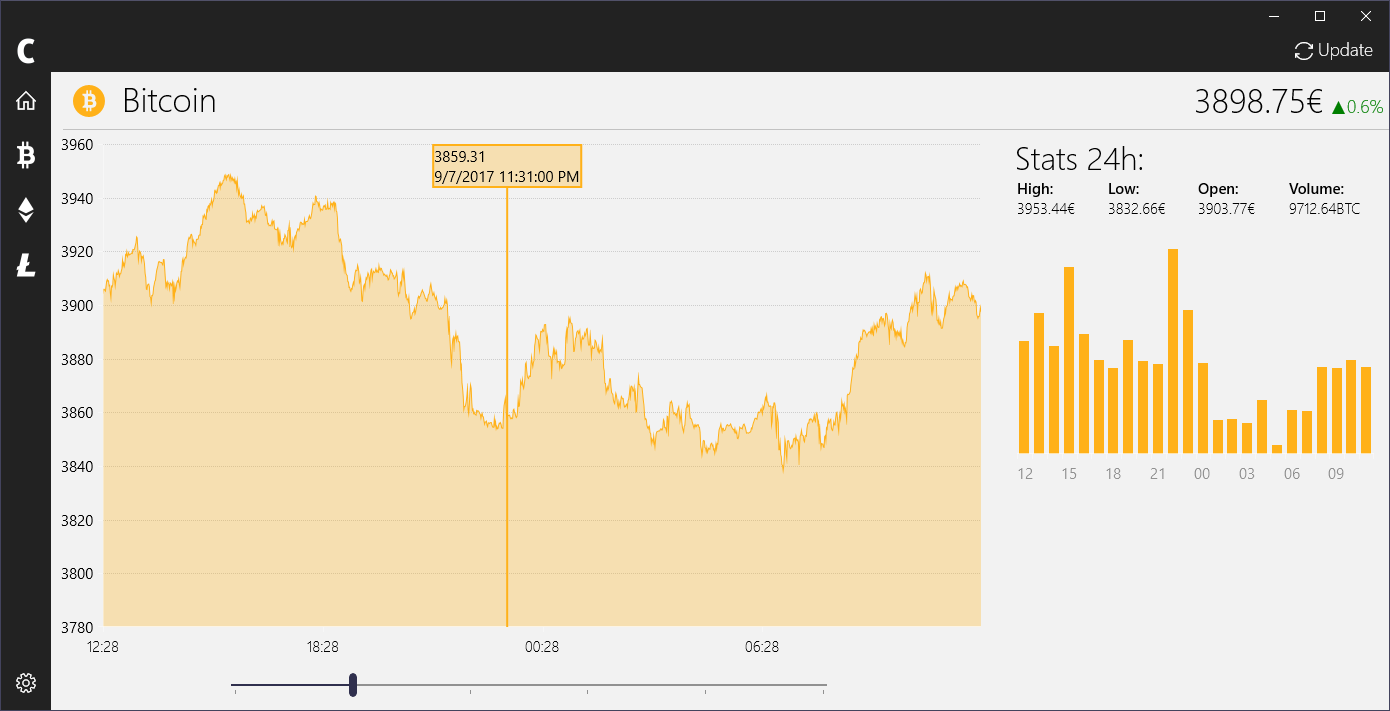 C
Update
Bitcoin
3898.75€ ▲0.6%
3960
3940
3920
3900
3880
3860
3840
3820
3800
3780
12:28 18:28 00:28 06:28
3859.31
9/7/2017 11:31:00 PM
Stats 24h:
High: Low: Open: Volume:
3953.44€ 3832.66€ 3903.77€ 9712.64BTC
12 15 18 21 00 03 06 09